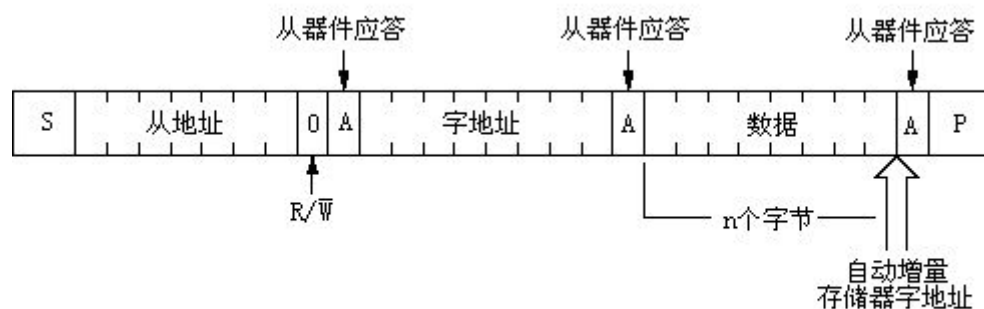 从器件应答 从器件应答 从器件应答
S 从地址 0 A 字地址 A 数据 A P
R/W̅
n个字节
自动增量
存储器字地址